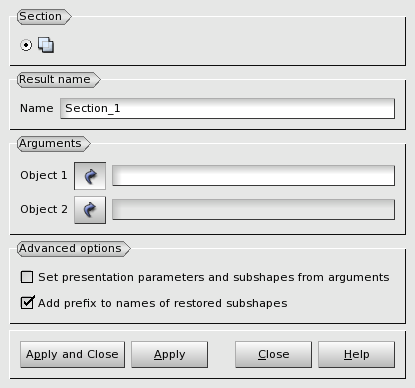 Section
Result name
Name Section_1
Arguments
Object 1
Object 2
Advanced options
Set presentation parameters and subshapes from arguments
Add prefix to names of restored subshapes
Apply and Close Apply Close Help